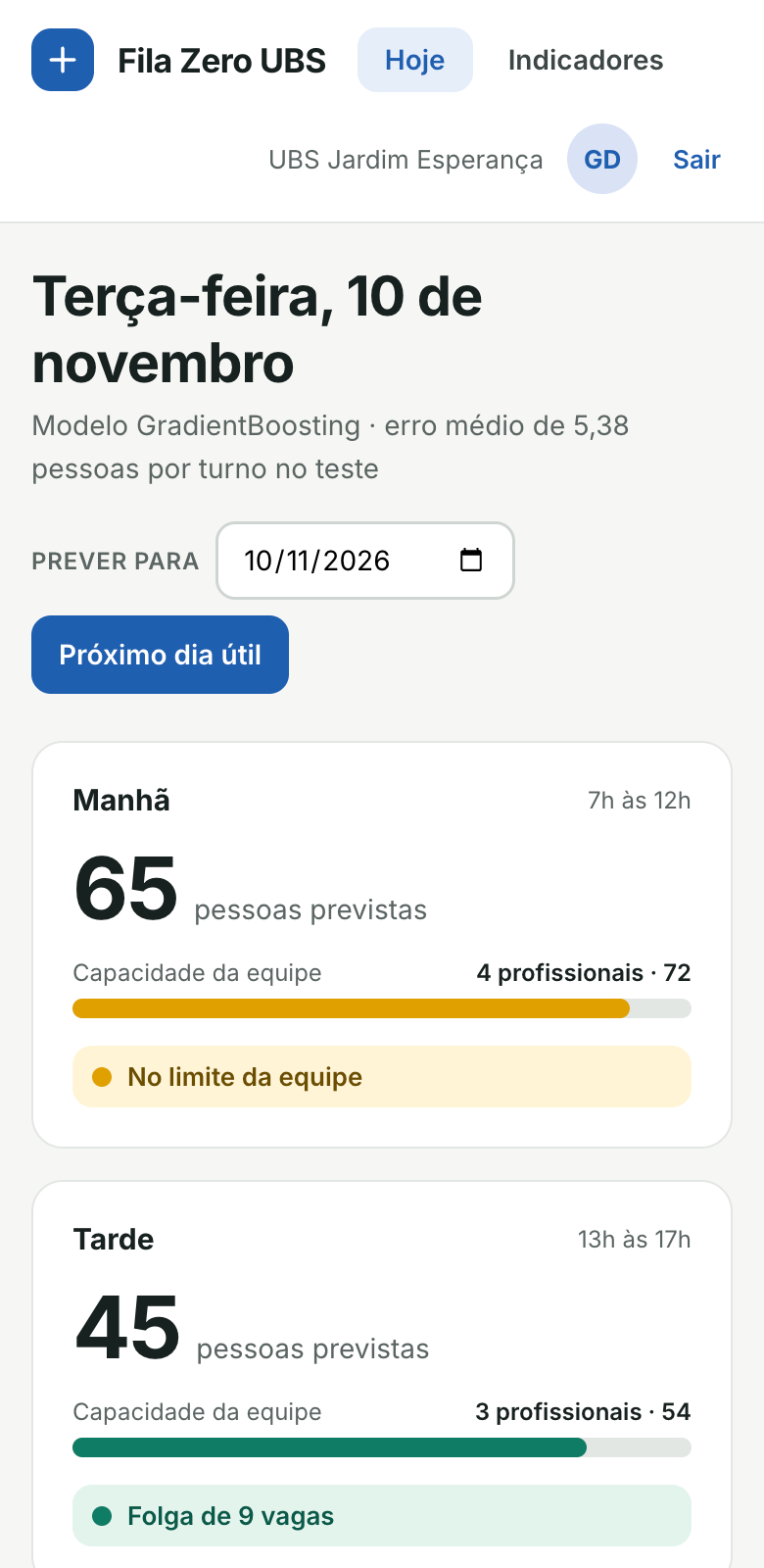 Fila Zero UBS
Hoje
Indicadores
UBS Jardim Esperança
GD
Sair
Terça-feira, 10 de
novembro
Modelo GradientBoosting · erro médio de 5,38
pessoas por turno no teste
PREVER PARA
10/11/2026
Próximo dia útil
Manhã
7h às 12h
65 pessoas previstas
Capacidade da equipe
4 profissionais · 72
No limite da equipe
Tarde
13h às 17h
45 pessoas previstas
Capacidade da equipe
3 profissionais · 54
Folga de 9 vagas